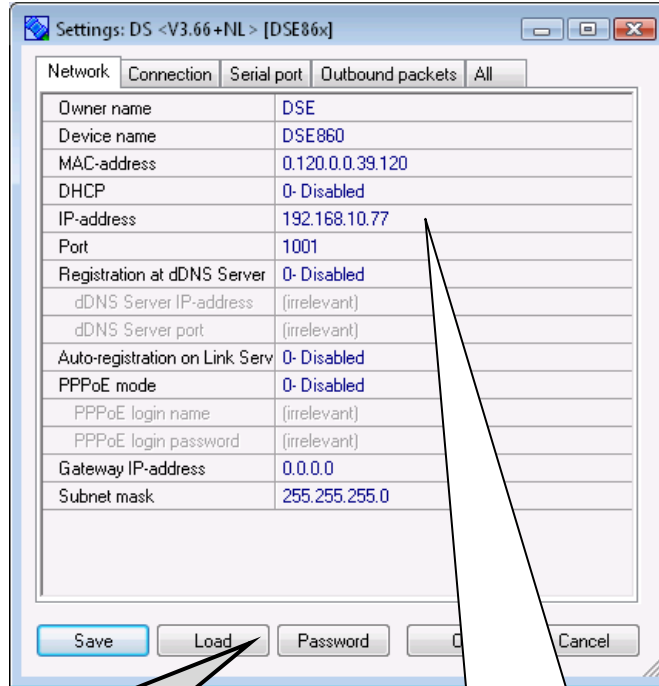 Settings: DS <V3.66+NL> [DSE86x]
Network Connection Serial port Outbound packets All
Owner name DSE
Device name DSE860
MAC-address 0.120.0.0.39.120
DHCP 0- Disabled
IP-address 192.168.10.77
Port 1001
Registration at dDNS Server 0- Disabled
dDNS Server IP-address (irrelevant)
dDNS Server port (irrelevant)
Auto-registration on Link Serv 0- Disabled
PPPoE mode 0- Disabled
PPPoE login name (irrelevant)
PPPoE login password (irrelevant)
Gateway IP-address 0.0.0.0
Subnet mask 255.255.255.0
Save Load Password Cancel